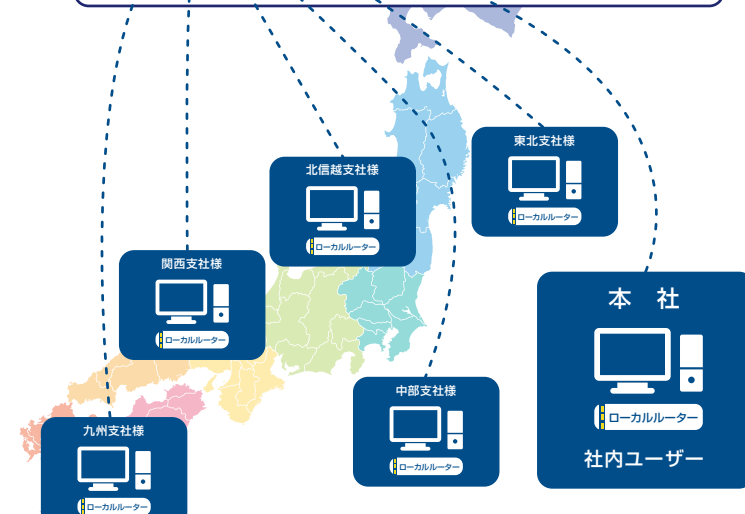 東北支社様
ローカルルーター
北信越支社様
ローカルルーター
関西支社様
ローカルルーター
本 社
ローカルルーター
社内ユーザー
中部支社様
ローカルルーター
九州支社様
ローカルルーター